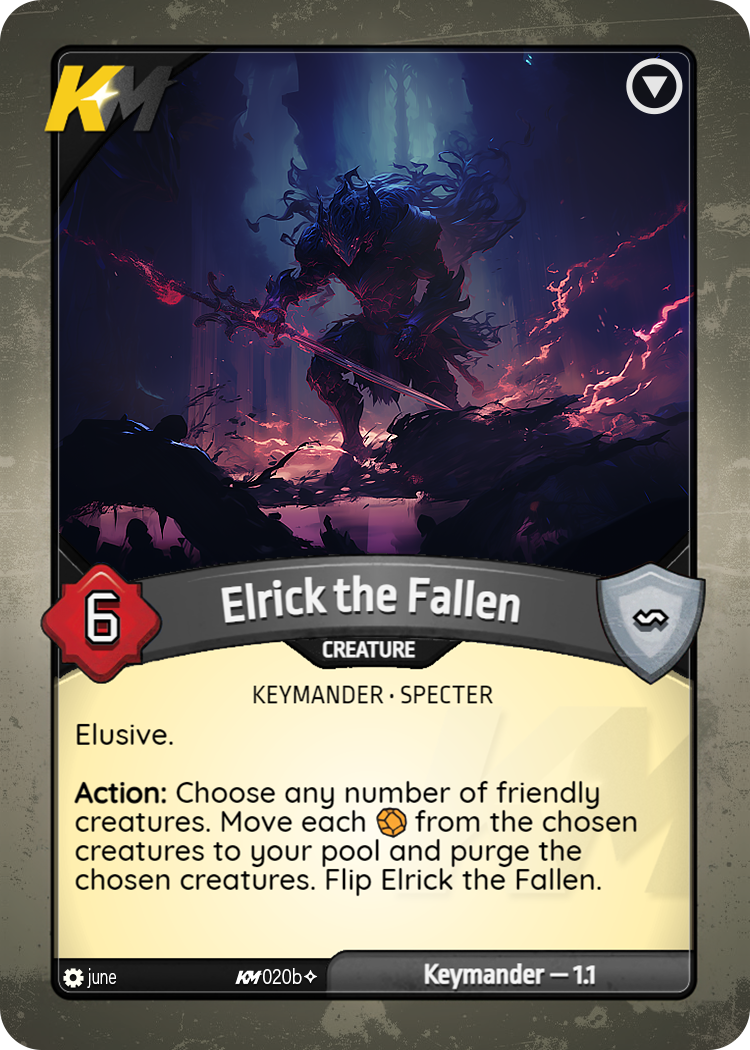 KM
Elrick the Fallen
6
CREATURE
KEYMANDER • SPECTER
Elusive.
Action: Choose any number of friendly
creatures. Move each from the chosen
creatures to your pool and purge the
chosen creatures. Flip Elrick the Fallen.
june
KM020b
Keymander — 1.1